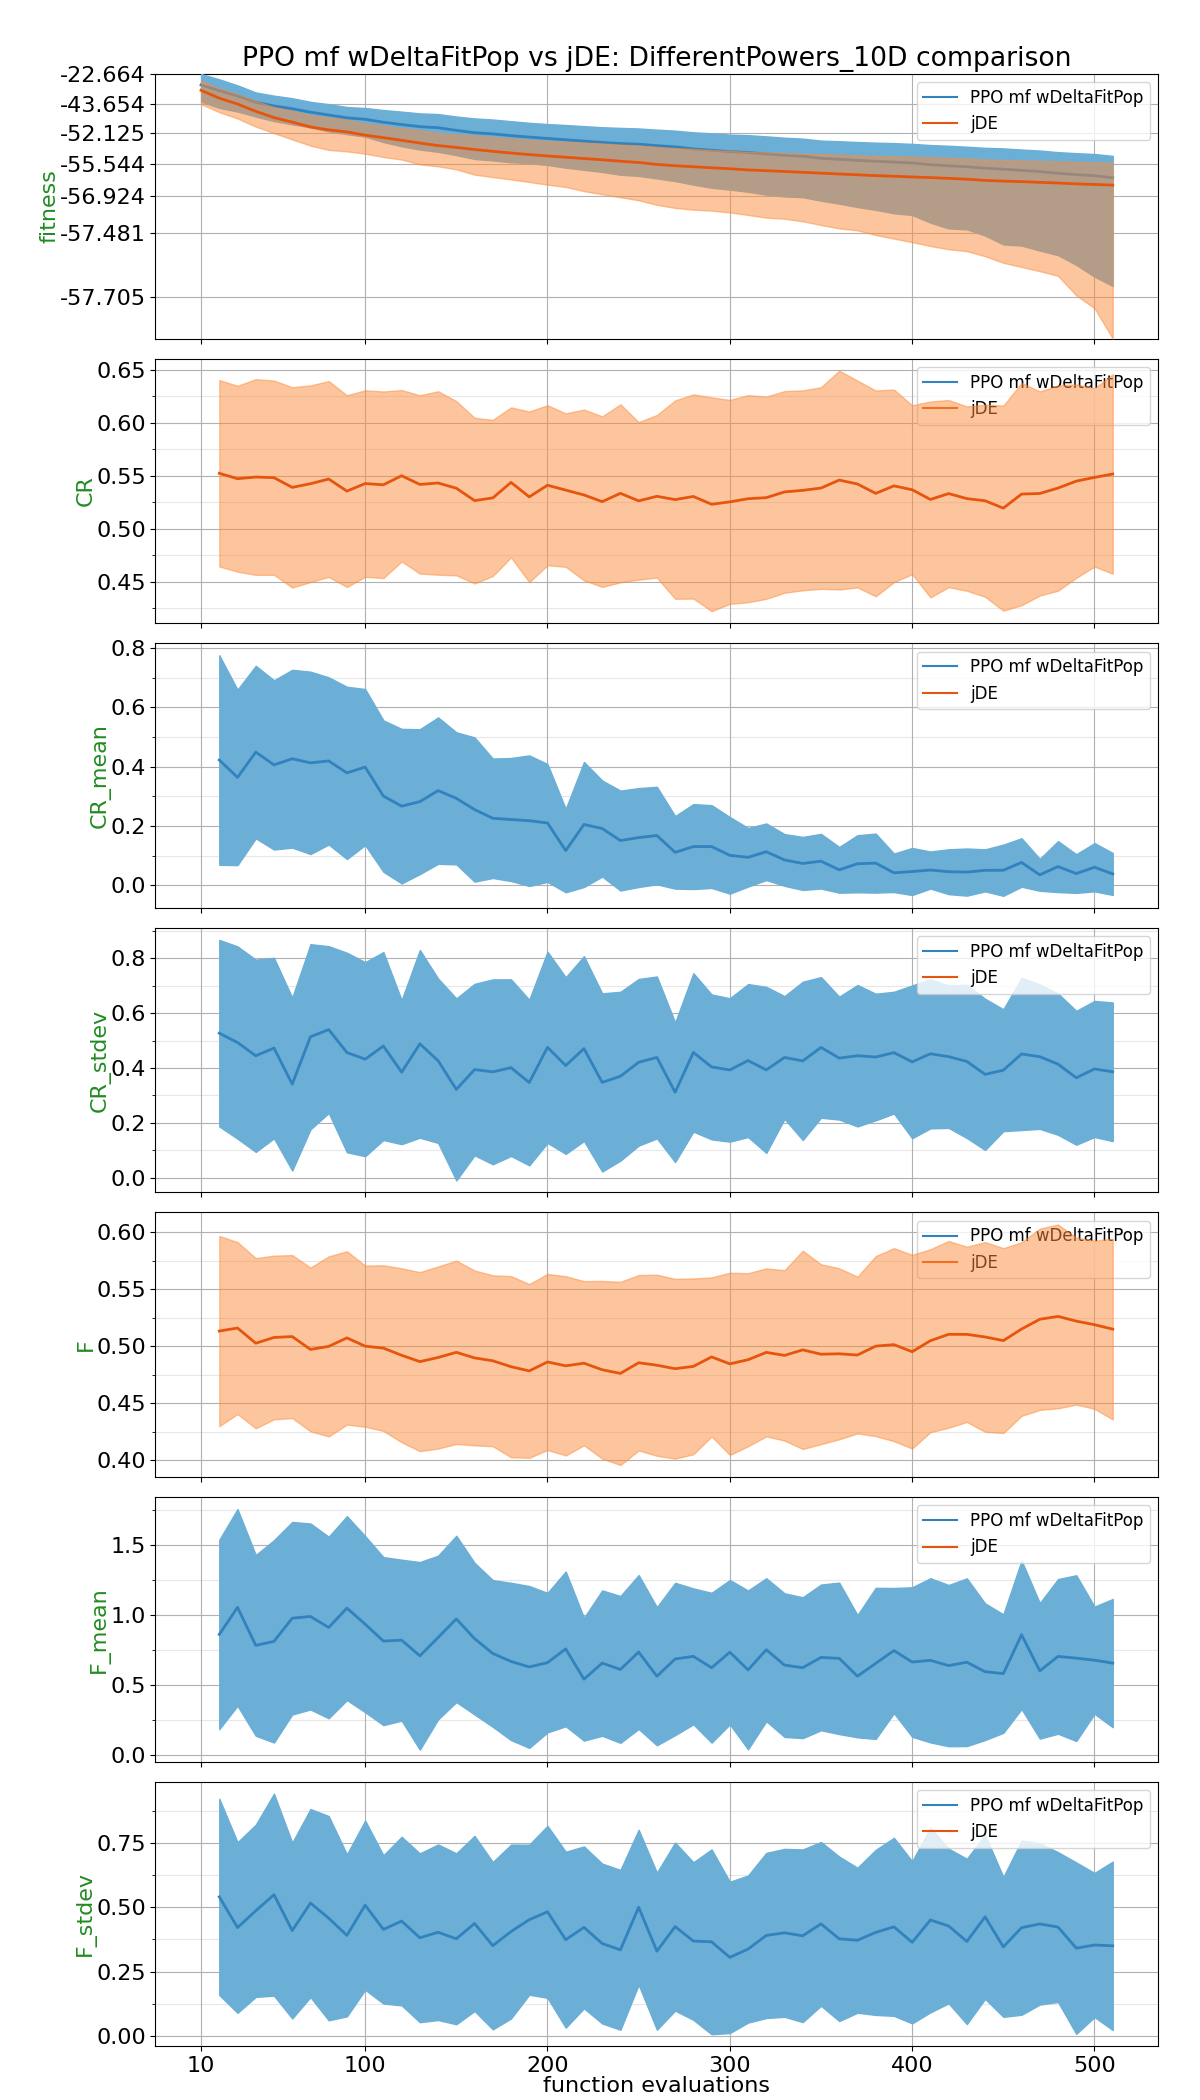 PPO mf wDeltaFitPop vs jDE: DifferentPowers_10D comparison
-22.664
-43.654
-52.125
-55.544
-56.924
-57.481
-57.705
fitness
PPO mf wDeltaFitPop
jDE
0.65
0.60
0.55
0.50
0.45
CR
PPO mf wDeltaFitPop
jDE
0.8
0.6
0.4
0.2
0.0
CR_mean
PPO mf wDeltaFitPop
jDE
0.8
0.6
0.4
0.2
0.0
CR_stdev
PPO mf wDeltaFitPop
jDE
0.60
0.55
0.50
0.45
0.40
F
PPO mf wDeltaFitPop
jDE
1.5
1.0
0.5
0.0
F_mean
PPO mf wDeltaFitPop
jDE
0.75
0.50
0.25
0.00
F_stdev
PPO mf wDeltaFitPop
jDE
10 100 200 300 400 500
function evaluations